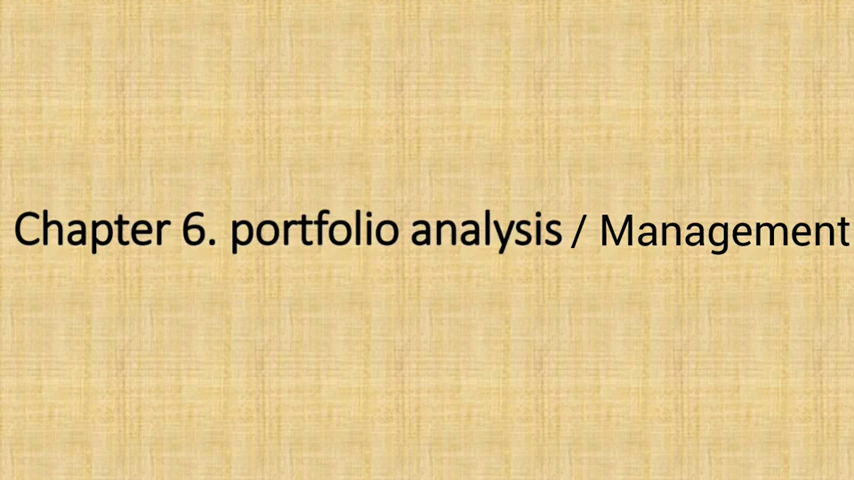 Chapter 6. portfolio analysis / Management